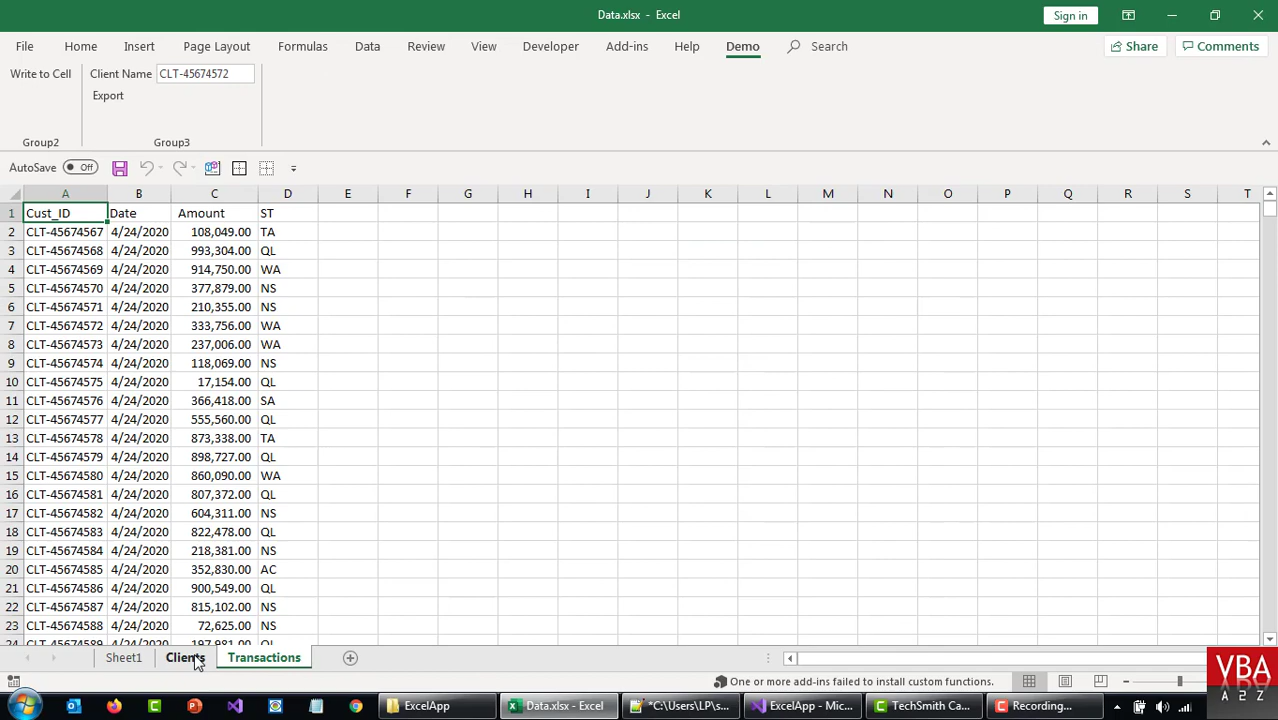 Data.xlsx - Excel
Sign in
File Home Insert Page Layout Formulas Data Review View Developer Add-ins Help Demo Search Share Comments
Write to Cell Client Name CLT-45674572
Export
Group2 Group3
AutoSave Off
A B C D E F G H I J K L M N O P Q R S T
1 Cust_ID Date Amount ST
2 CLT-45674567 4/24/2020 108,049.00 TA
3 CLT-45674568 4/24/2020 993,304.00 QL
4 CLT-45674569 4/24/2020 914,750.00 WA
5 CLT-45674570 4/24/2020 377,879.00 NS
6 CLT-45674571 4/24/2020 210,355.00 NS
7 CLT-45674572 4/24/2020 333,756.00 WA
8 CLT-45674573 4/24/2020 237,006.00 WA
9 CLT-45674574 4/24/2020 118,069.00 NS
10 CLT-45674575 4/24/2020 17,154.00 QL
11 CLT-45674576 4/24/2020 366,418.00 SA
12 CLT-45674577 4/24/2020 555,560.00 QL
13 CLT-45674578 4/24/2020 873,338.00 TA
14 CLT-45674579 4/24/2020 898,727.00 QL
15 CLT-45674580 4/24/2020 860,090.00 WA
16 CLT-45674581 4/24/2020 807,372.00 QL
17 CLT-45674582 4/24/2020 604,311.00 NS
18 CLT-45674583 4/24/2020 822,478.00 QL
19 CLT-45674584 4/24/2020 218,381.00 NS
20 CLT-45674585 4/24/2020 352,830.00 AC
21 CLT-45674586 4/24/2020 900,549.00 QL
22 CLT-45674587 4/24/2020 815,102.00 NS
23 CLT-45674588 4/24/2020 72,625.00 NS
24 CLT-45674589 4/24/2020 197,981.00 QL
Sheet1 Clients Transactions
One or more add-ins failed to install custom functions.
VBA
A2Z
ExcelApp Data.xlsx - Excel *C:\Users\LP\s... ExcelApp - Mic... TechSmith Ca... Recording...